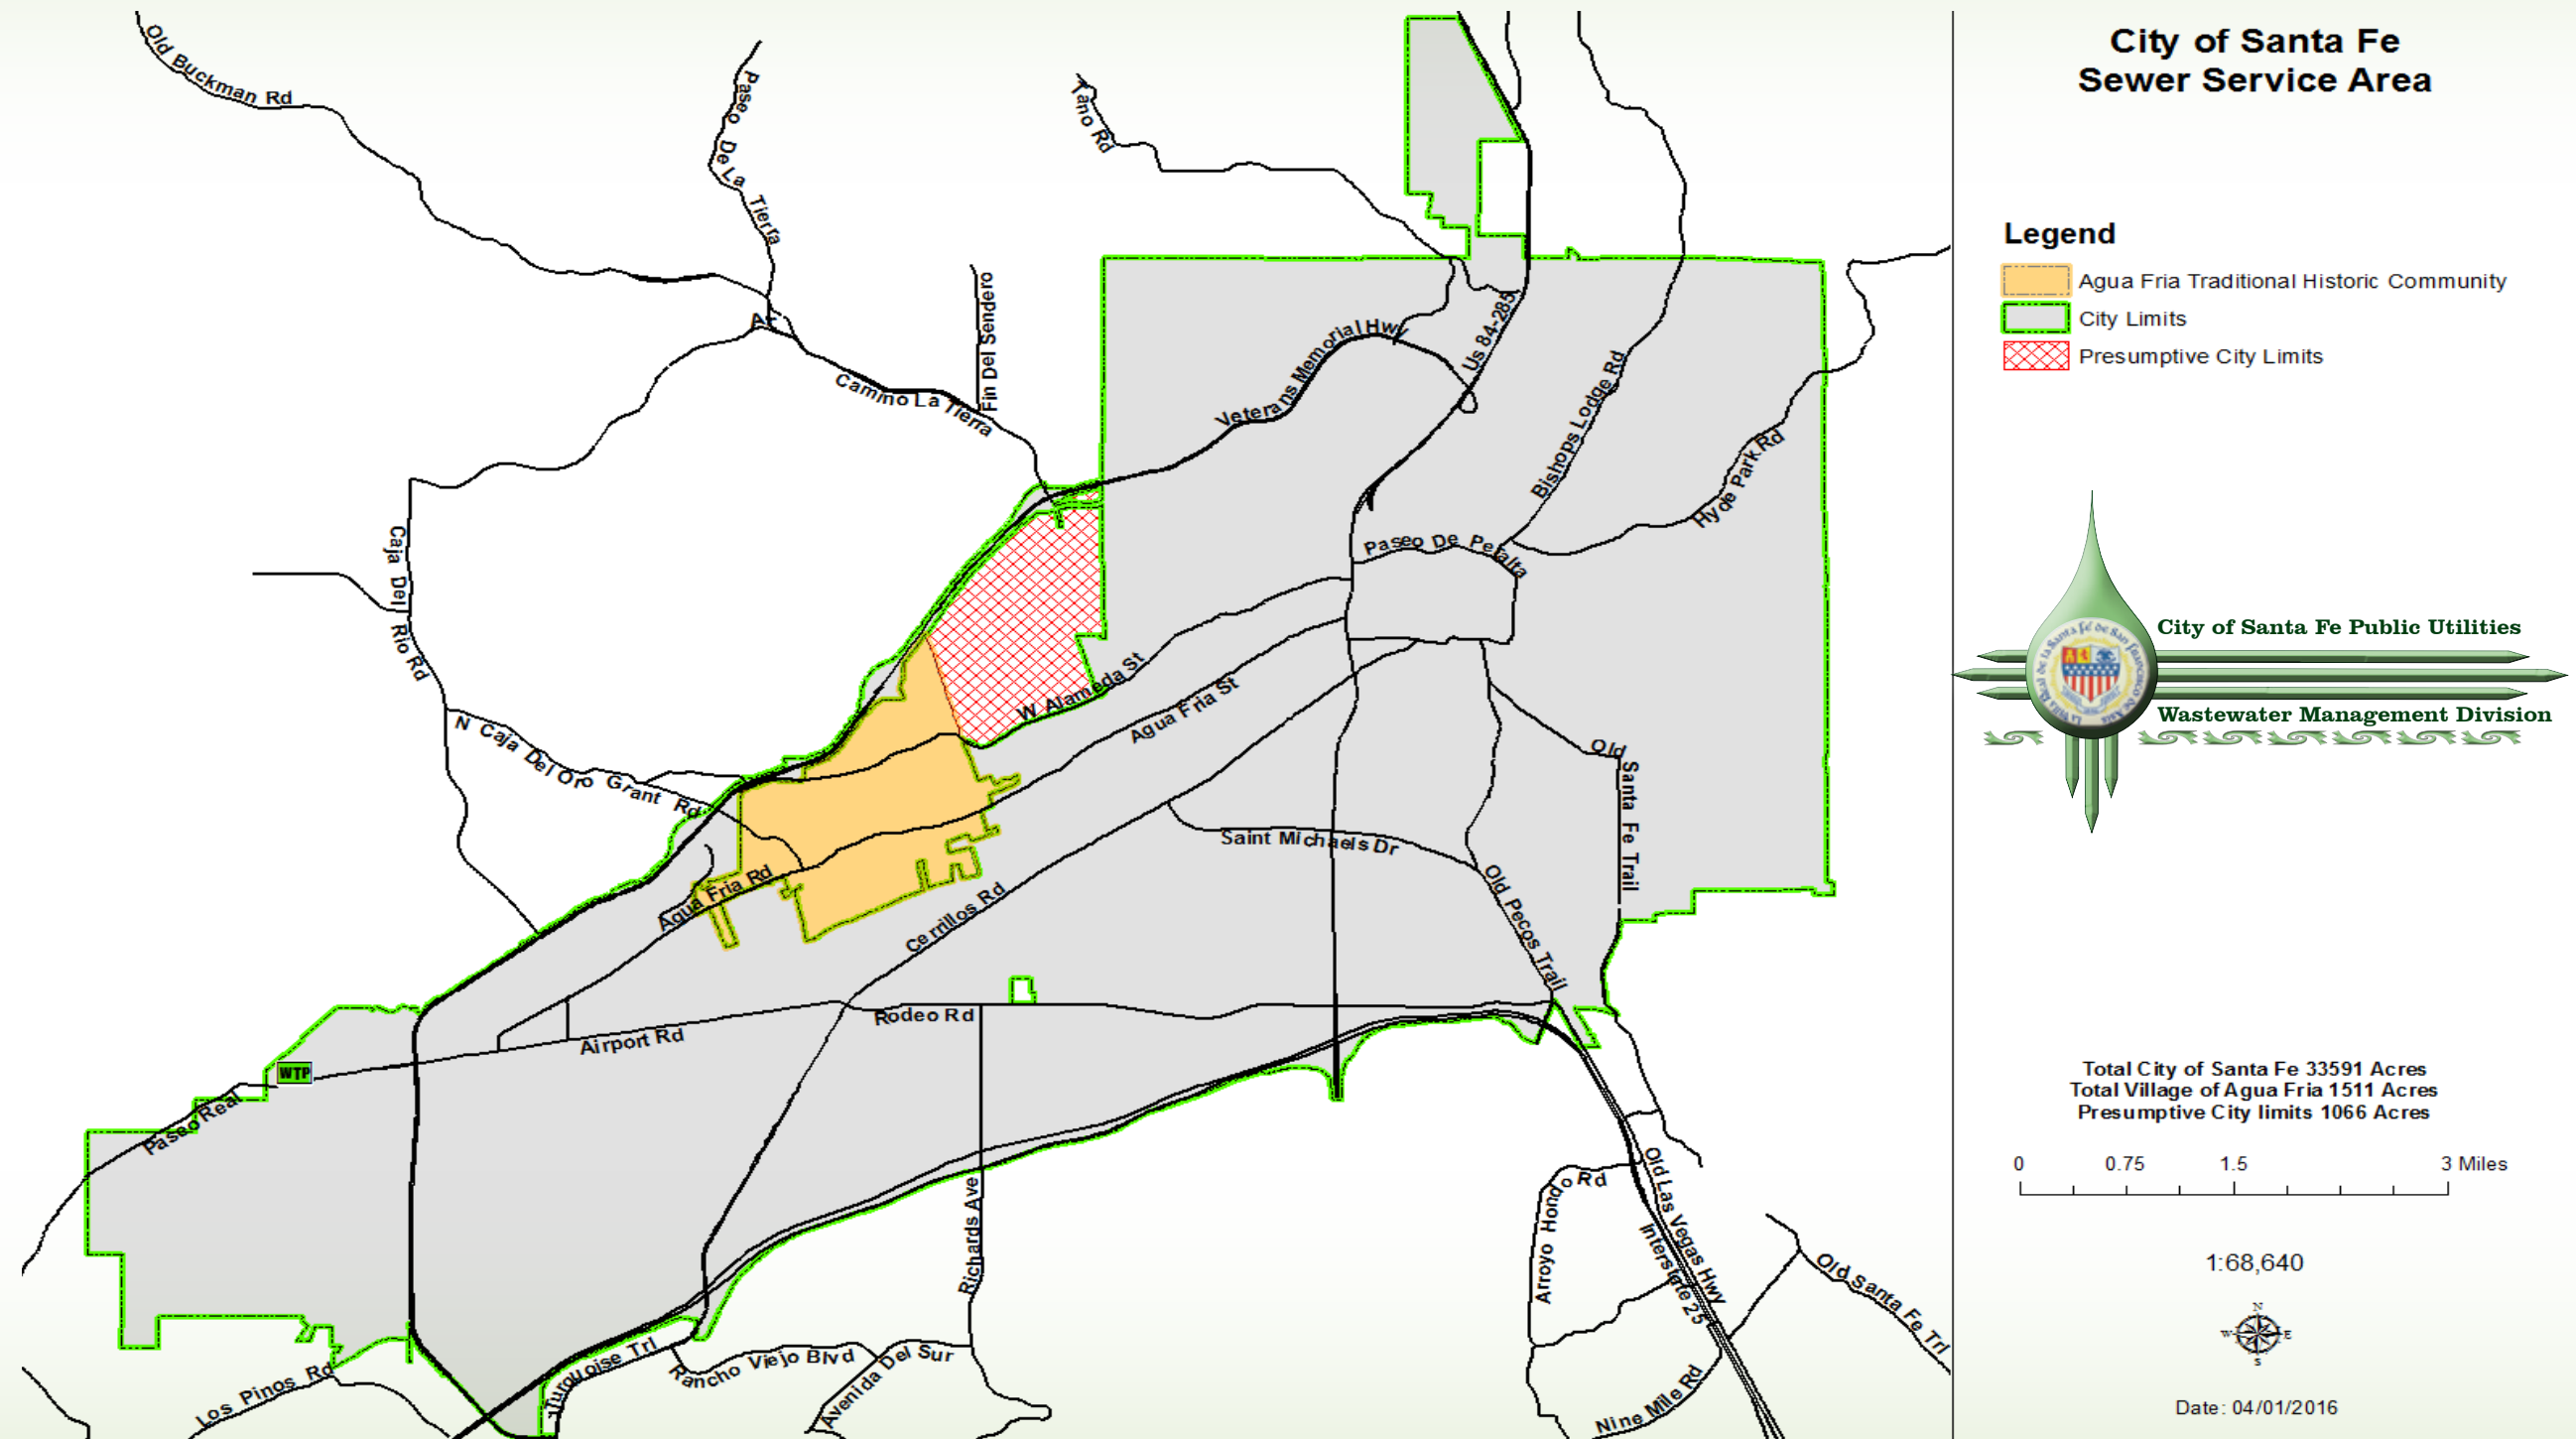 City of Santa Fe
Sewer Service Area
Legend
Agua Fria Traditional Historic Community
City Limits
Presumptive City Limits
City of Santa Fe Public Utilities
Wastewater Management Division
Total City of Santa Fe 33591 Acres
Total Village of Agua Fria 1511 Acres
Presumptive City limits 1066 Acres
0 0.75 1.5 3 Miles
1:68,640
N
W E
S
Date: 04/01/2016
Old Buckman Rd
Paseo De La Tierra
Tano Rd
Fin Del Sendero
Camino La Tierra
Veterans Memorial Hwy
Us 84-285
Bishops Lodge Rd
Hyde Park Rd
Caja Del Rio Rd
Paseo De Peralta
W Alameda St
Agua Fria St
N Caja Del Oro Grant Rd
Old Santa Fe Trail
Saint Michaels Dr
Agua Fria Rd
Cerrillos Rd
Old Pecos Trail
Rodeo Rd
Airport Rd
WTP
Paseo Real
Richards Ave
Arroyo Hondo Rd
Old Las Vegas Hwy
Interstate 25
Old Santa Fe Trl
Turquoise Trl
Rancho Viejo Blvd
Avenida Del Sur
Los Pinos Rd
Nine Mile Rd